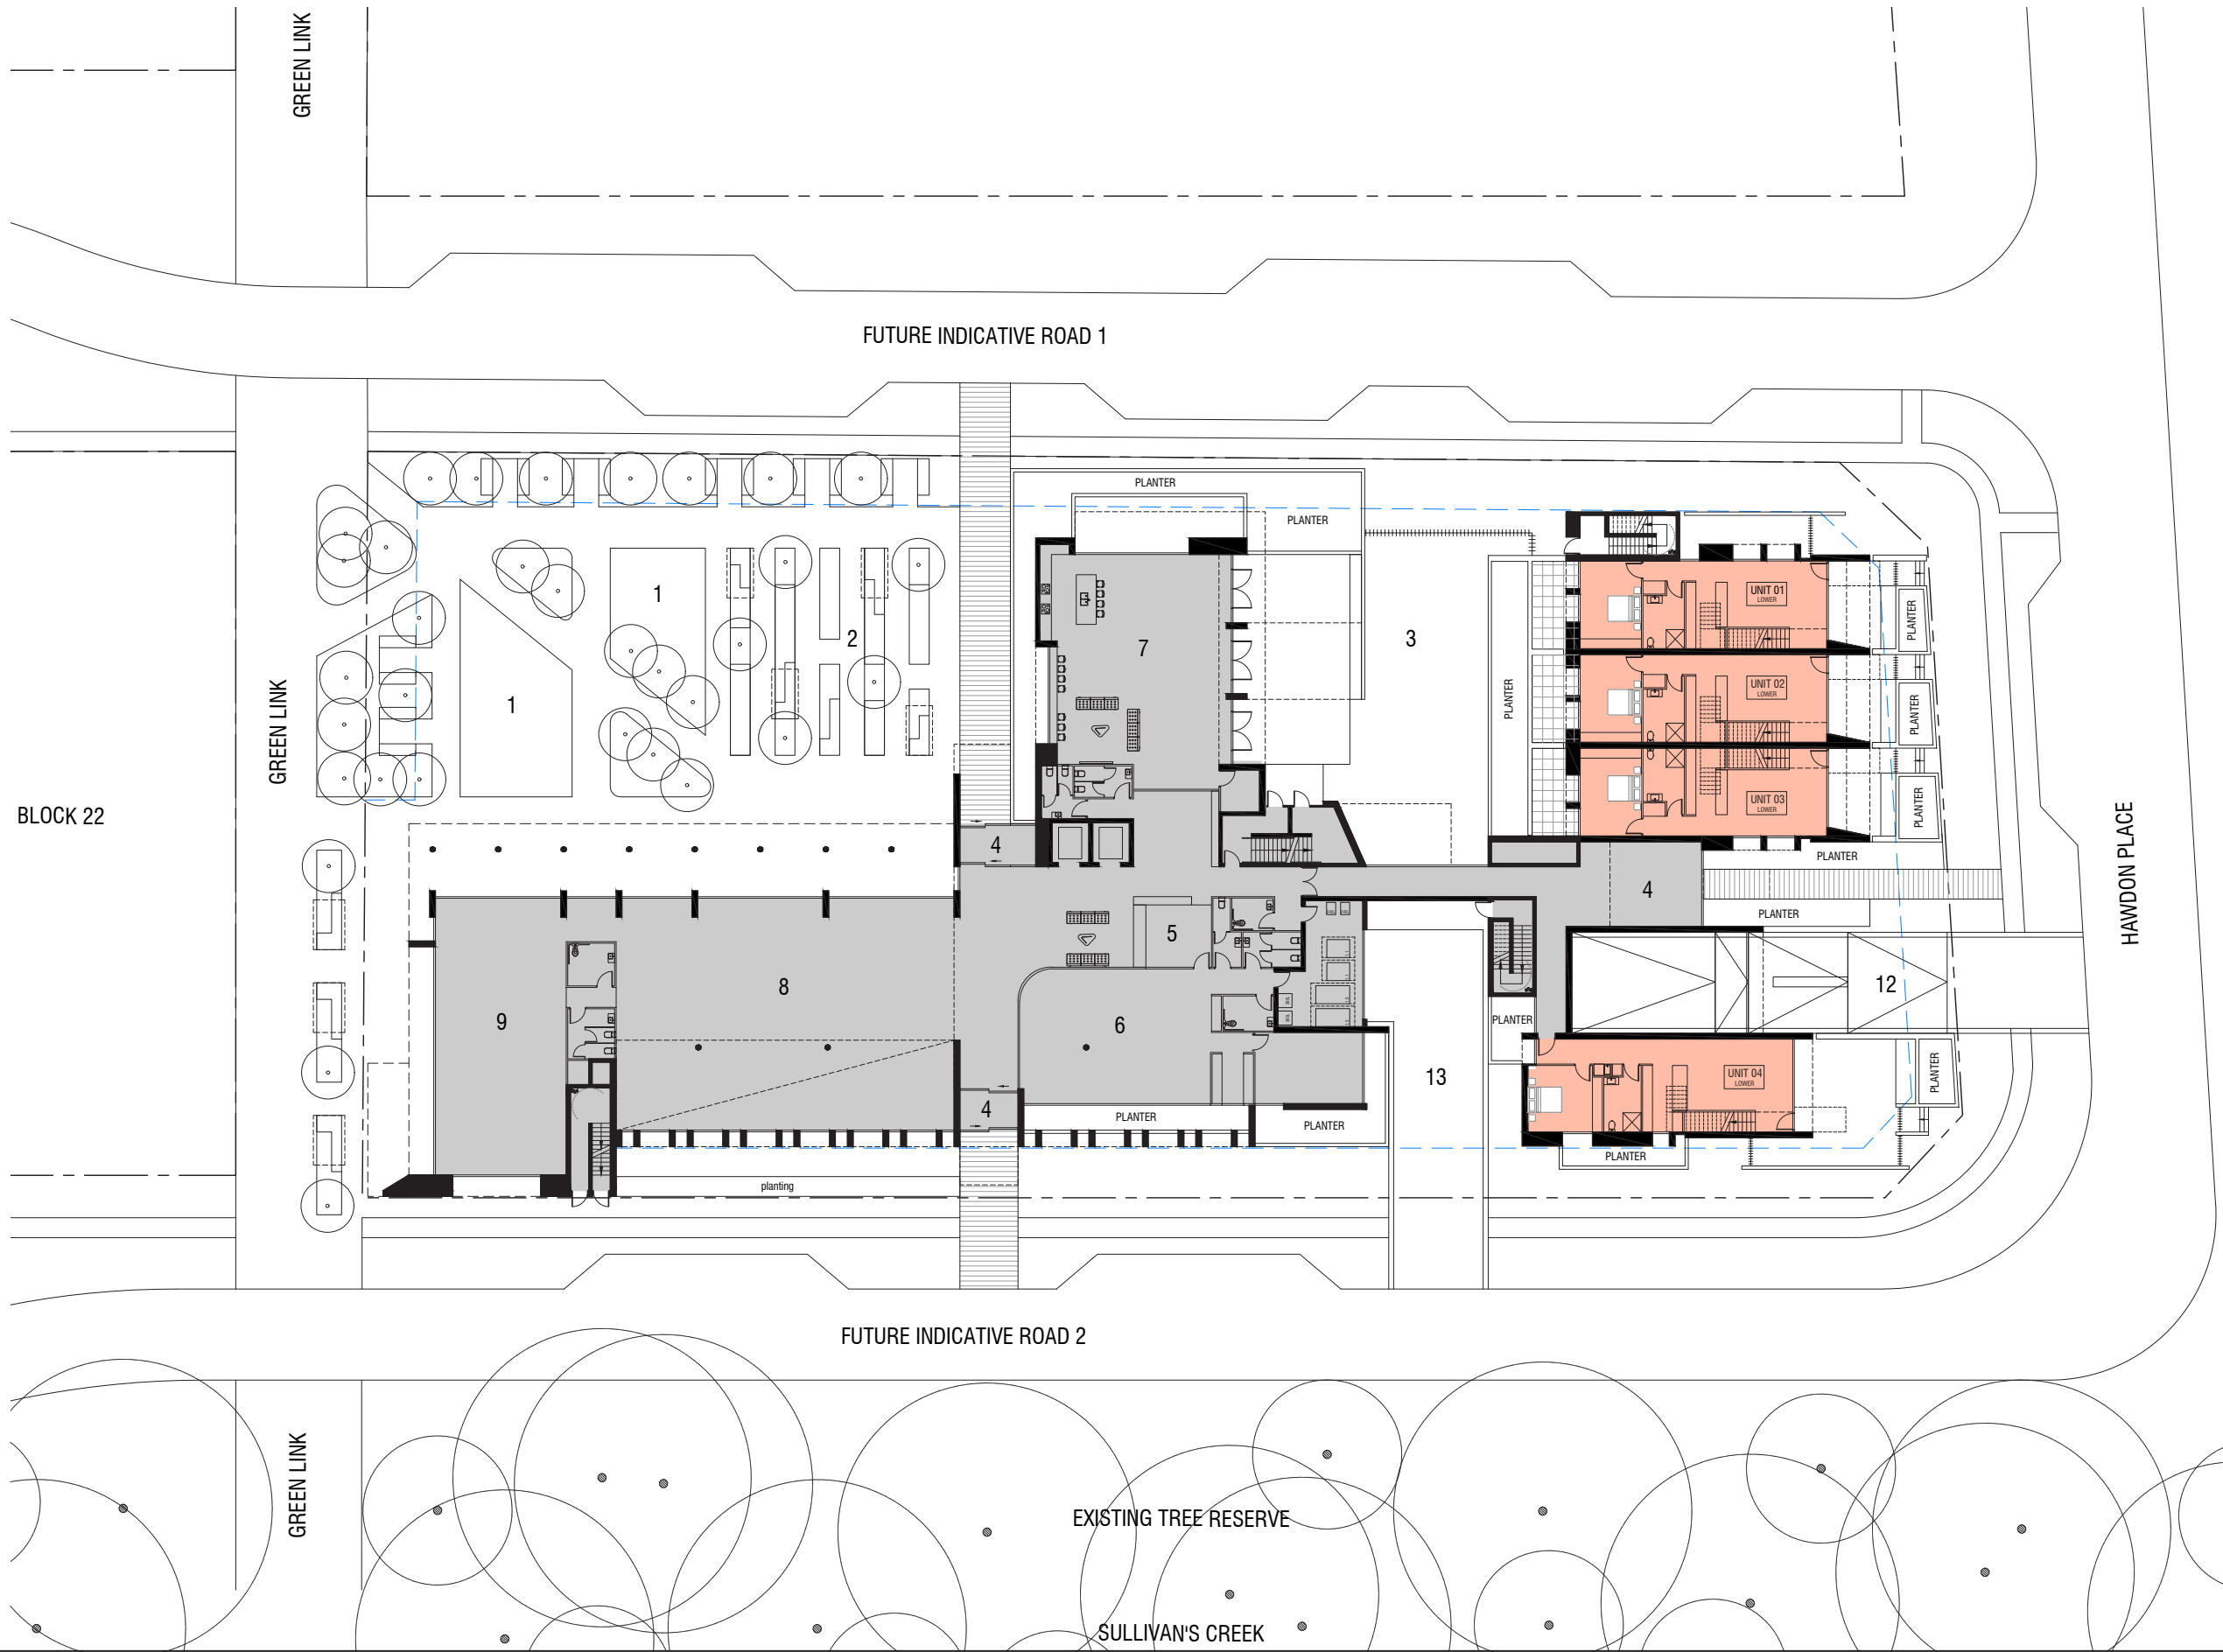 GREEN LINK
FUTURE INDICATIVE ROAD 1
PLANTER
PLANTER
1
2
7
3
UNIT 01
LOWER
PLANTER
GREEN LINK
1
PLANTER
UNIT 02
LOWER
PLANTER
UNIT 03
LOWER
PLANTER
BLOCK 22
4
PLANTER
HAWDON PLACE
4
PLANTER
5
8
12
9
6
PLANTER
13
UNIT 04
LOWER
PLANTER
4
PLANTER
PLANTER
PLANTER
planting
FUTURE INDICATIVE ROAD 2
GREEN LINK
EXISTING TREE RESERVE
SULLIVAN'S CREEK